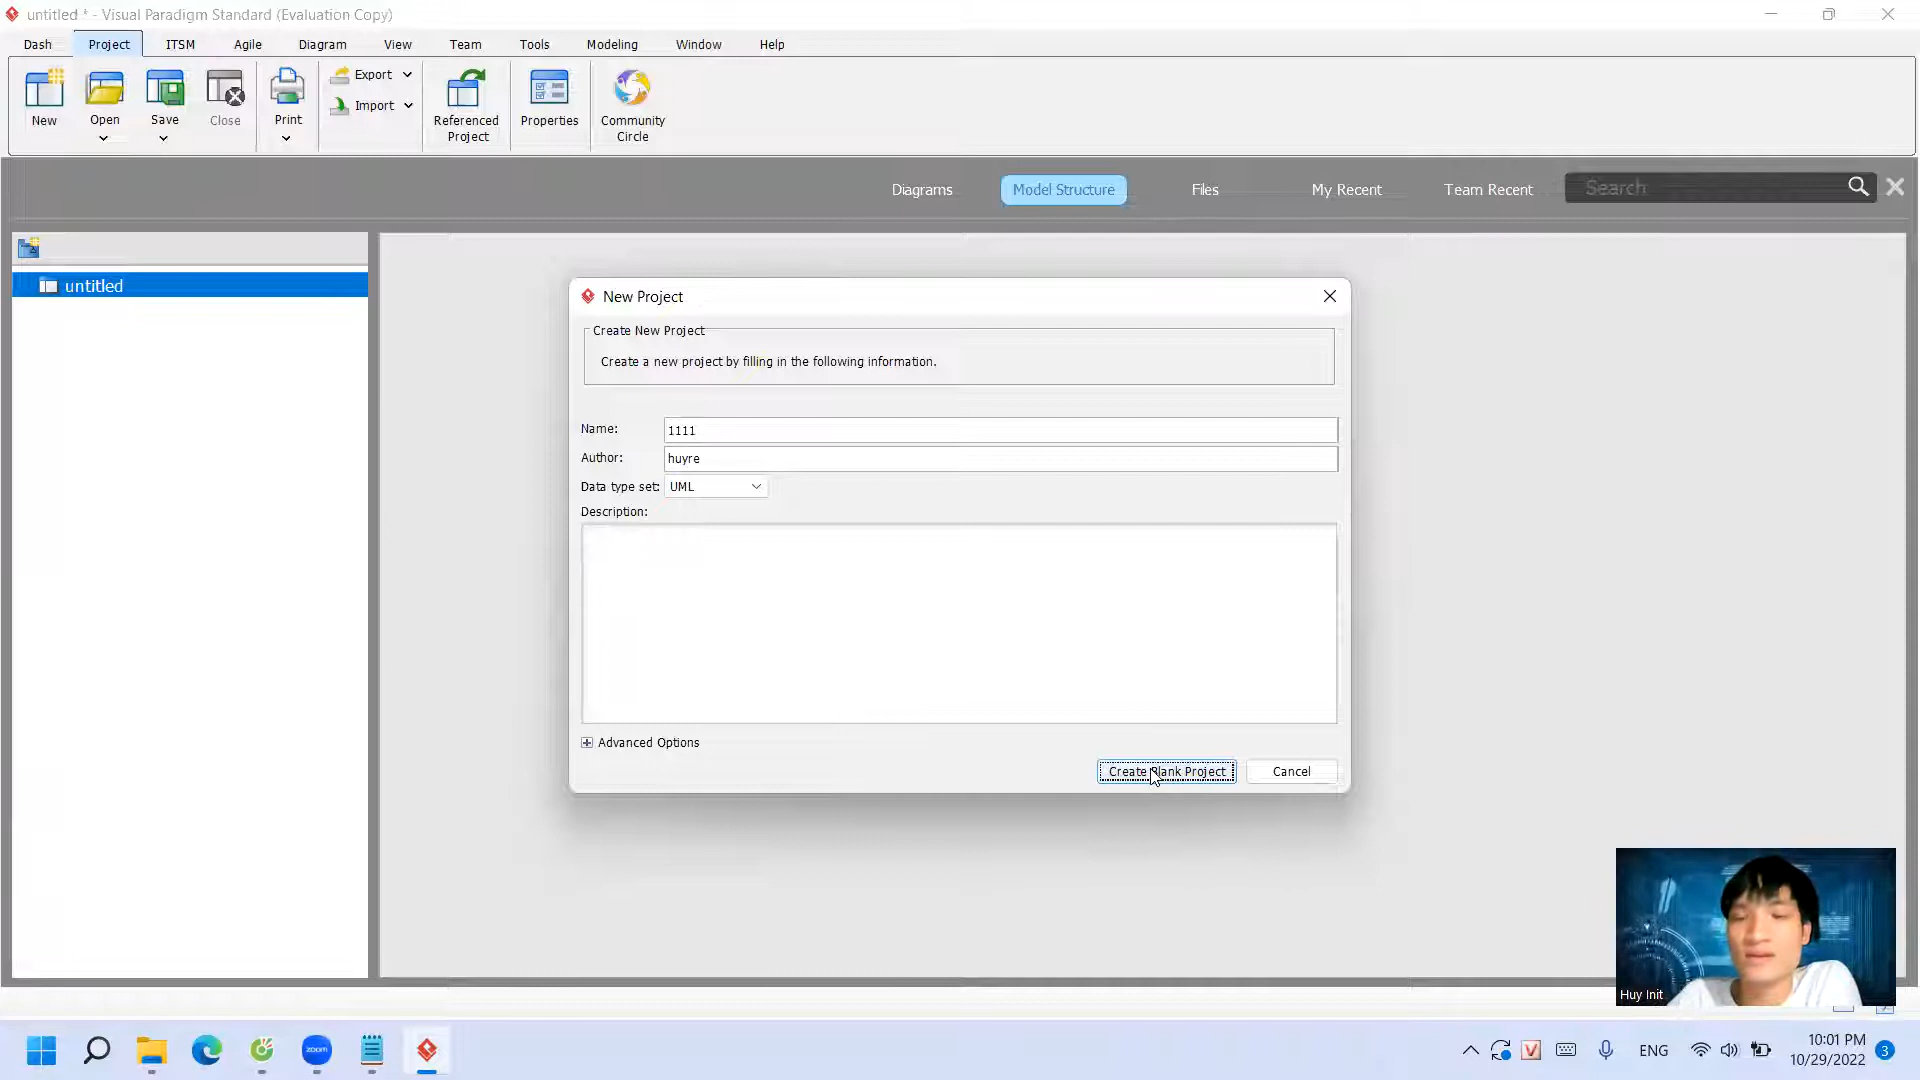 untitled * - Visual Paradigm Standard (Evaluation Copy)
Dash Project ITSM Agile Diagram View Team Tools Modeling Window Help
New Open Save Close Print Export Import Referenced Project Properties Community Circle
Diagrams Model Structure Files My Recent Team Recent Search
untitled
New Project
Create New Project
Create a new project by filling in the following information.
Name: 1111
Author: huyre
Data type set: UML
Description:
Advanced Options
Create Blank Project Cancel
Huy Init
zoom
V
ENG
10:01 PM
10/29/2022
3